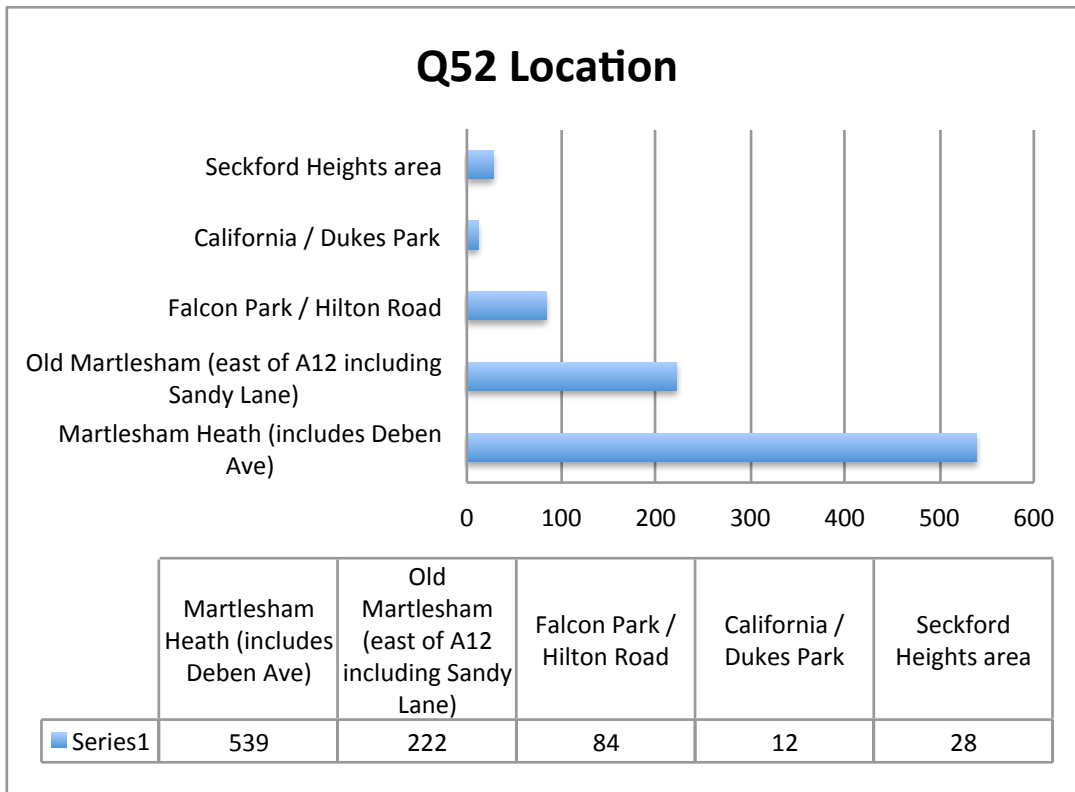 Q52 Location
Seckford Heights area
California / Dukes Park
Falcon Park / Hilton Road
Old Martlesham (east of A12 including
Sandy Lane)
Martlesham Heath (includes Deben
Ave)
0 100 200 300 400 500 600
Martlesham
Heath (includes
Deben Ave)
Old
Martlesham
(east of A12
including Sandy
Lane)
Falcon Park /
Hilton Road
California /
Dukes Park
Seckford
Heights area
Series1 539 222 84 12 28